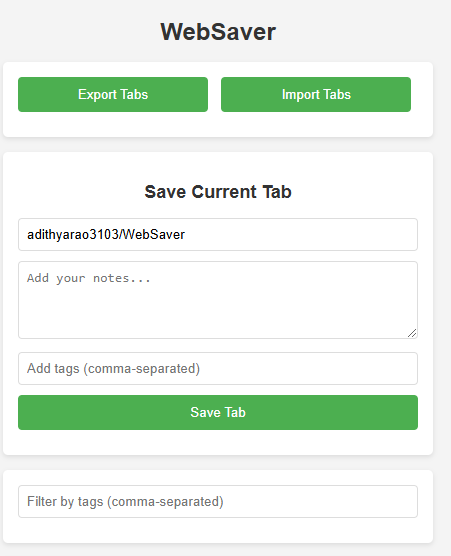 WebSaver
Export Tabs Import Tabs
Save Current Tab
adithyarao3103/WebSaver
Add your notes...
Add tags (comma-separated)
Save Tab
Filter by tags (comma-separated)